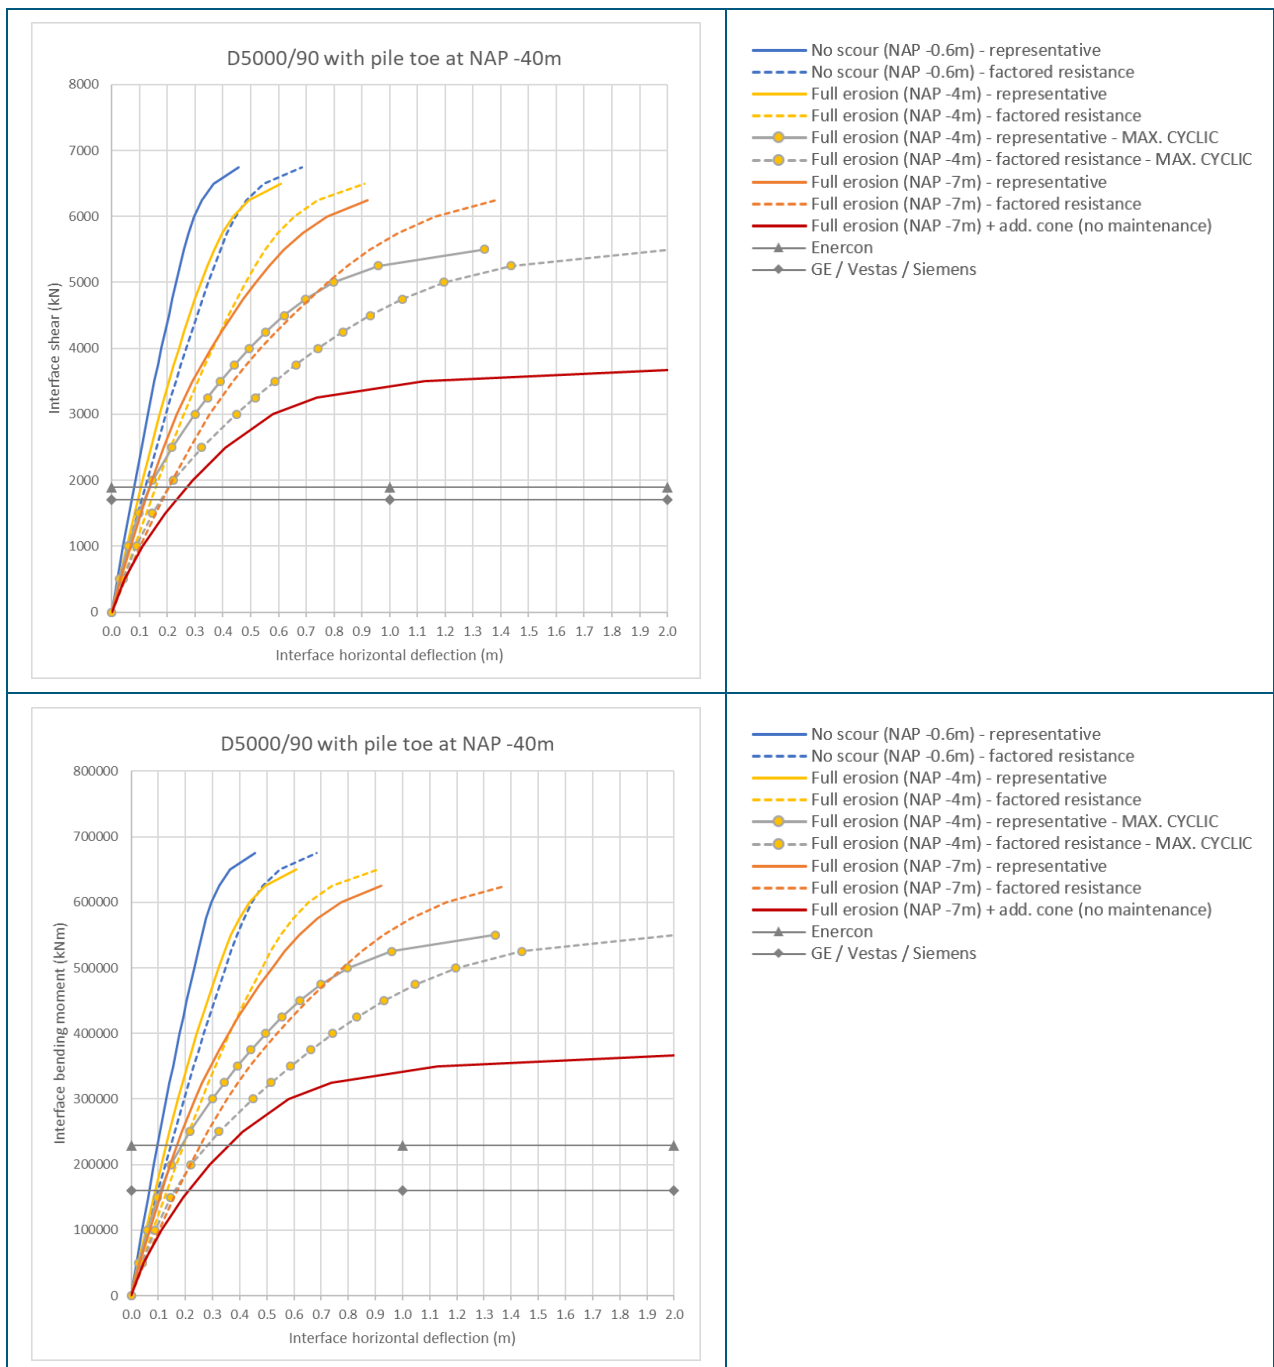 D5000/90 with pile toe at NAP -40m
8000
7000
6000
5000
4000
3000
2000
1000
0
Interface shear (kN)
0.0 0.1 0.2 0.3 0.4 0.5 0.6 0.7 0.8 0.9 1.0 1.1 1.2 1.3 1.4 1.5 1.6 1.7 1.8 1.9 2.0
Interface horizontal deflection (m)
No scour (NAP -0.6m) - representative
No scour (NAP -0.6m) - factored resistance
Full erosion (NAP -4m) - representative
Full erosion (NAP -4m) - factored resistance
Full erosion (NAP -4m) - representative - MAX. CYCLIC
Full erosion (NAP -4m) - factored resistance - MAX. CYCLIC
Full erosion (NAP -7m) - representative
Full erosion (NAP -7m) - factored resistance
Full erosion (NAP -7m) + add. cone (no maintenance)
Enercon
GE / Vestas / Siemens
D5000/90 with pile toe at NAP -40m
800000
700000
600000
500000
400000
300000
200000
100000
0
Interface bending moment (kNm)
0.0 0.1 0.2 0.3 0.4 0.5 0.6 0.7 0.8 0.9 1.0 1.1 1.2 1.3 1.4 1.5 1.6 1.7 1.8 1.9 2.0
Interface horizontal deflection (m)
No scour (NAP -0.6m) - representative
No scour (NAP -0.6m) - factored resistance
Full erosion (NAP -4m) - representative
Full erosion (NAP -4m) - factored resistance
Full erosion (NAP -4m) - representative - MAX. CYCLIC
Full erosion (NAP -4m) - factored resistance - MAX. CYCLIC
Full erosion (NAP -7m) - representative
Full erosion (NAP -7m) - factored resistance
Full erosion (NAP -7m) + add. cone (no maintenance)
Enercon
GE / Vestas / Siemens